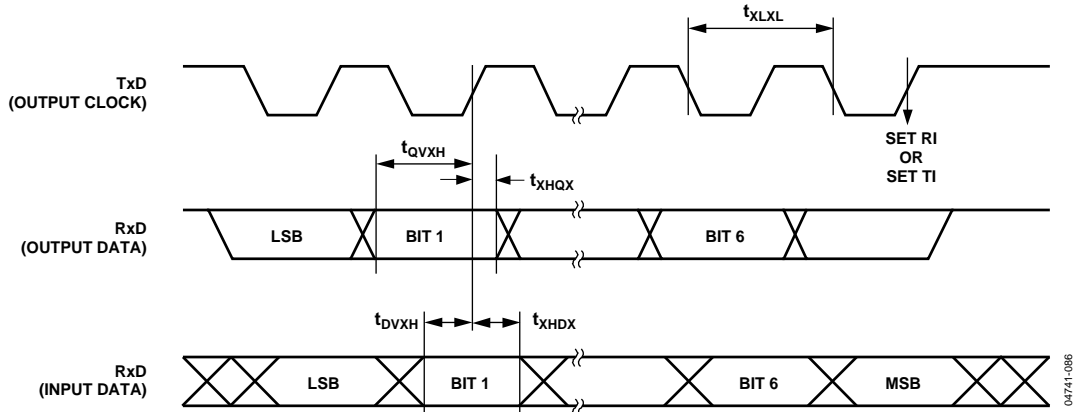 tXLXL
TxD
(OUTPUT CLOCK)
SET RI
OR
SET TI
tQVXH
tXHQX
RxD
(OUTPUT DATA)
LSB
BIT 1
BIT 6
tDVXH
tXHDX
RxD
(INPUT DATA)
LSB
BIT 1
BIT 6
MSB
04741-086